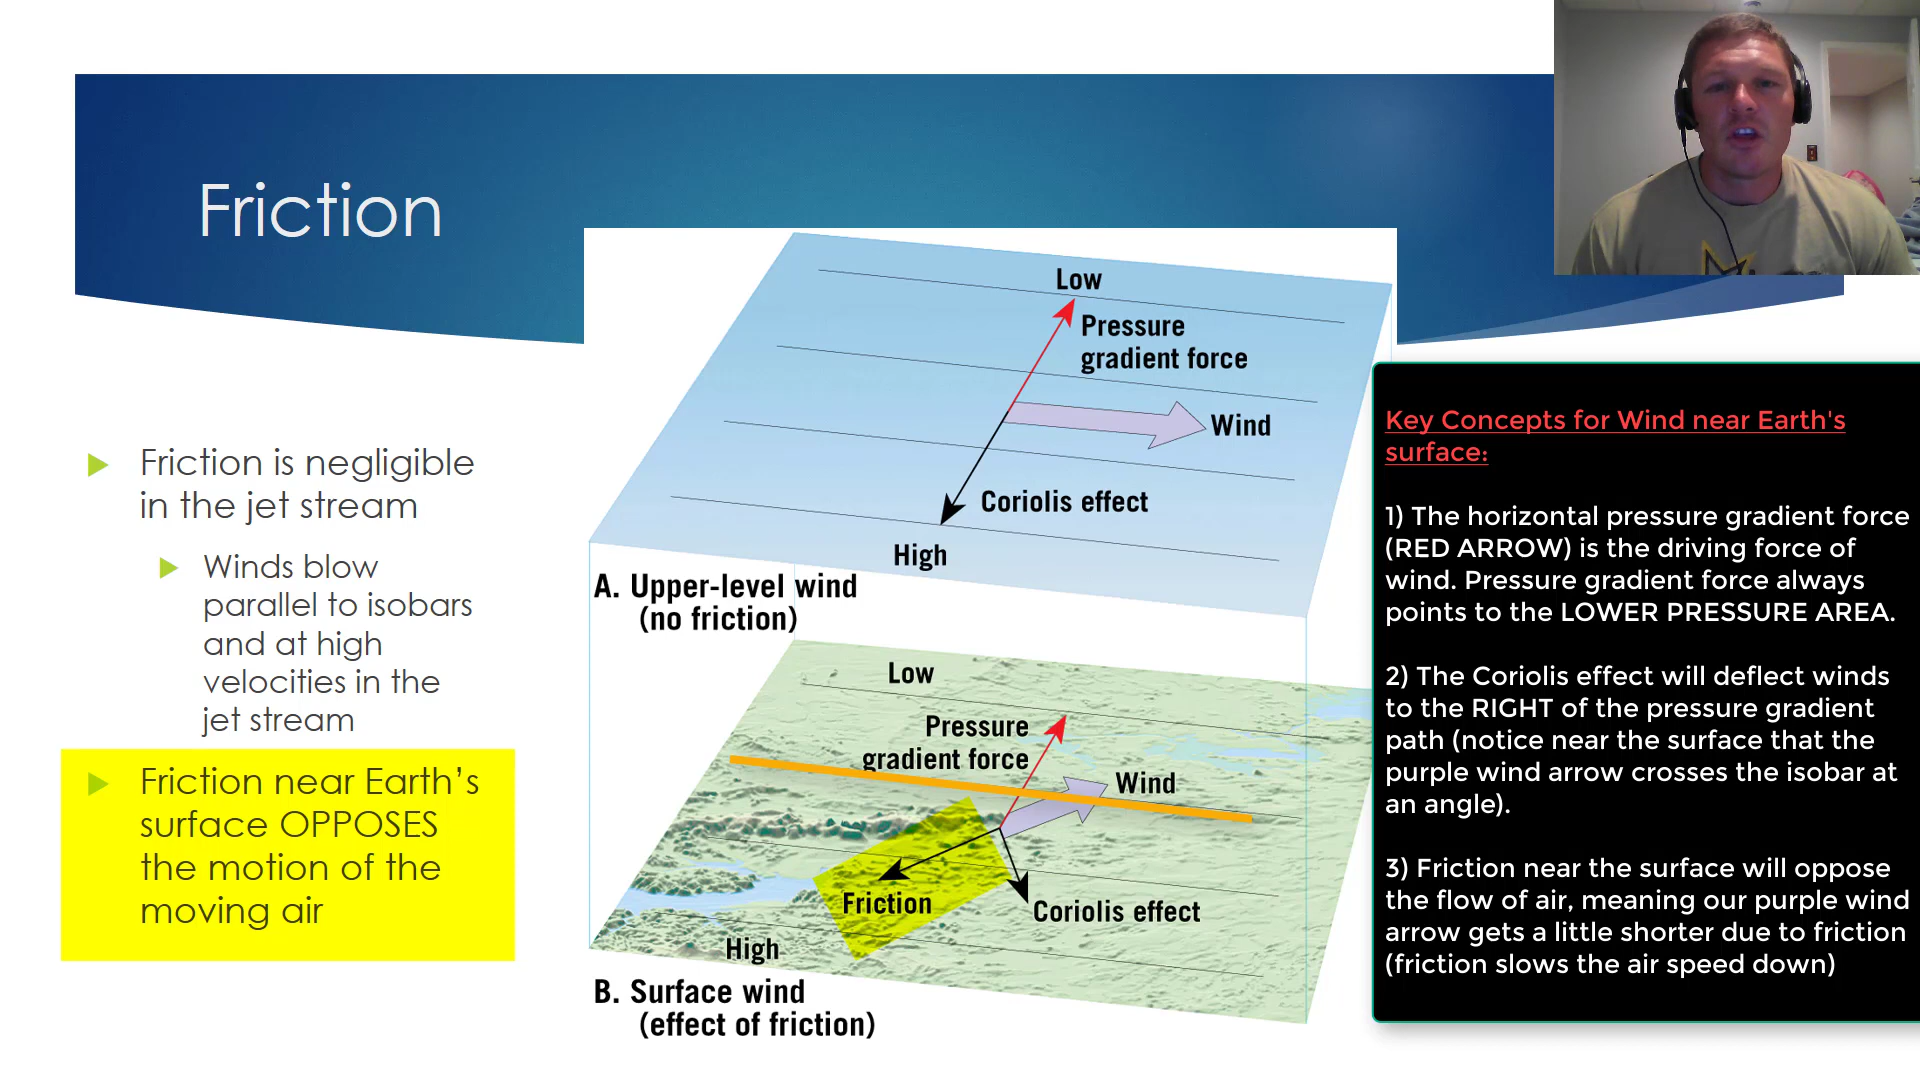 Friction
Friction is negligible
in the jet stream
Winds blow
parallel to isobars
and at high
velocities in the
jet stream
Friction near Earth’s
surface OPPOSES
the motion of the
moving air
Low
Pressure
gradient force
Wind
Coriolis effect
High
A. Upper-level wind
(no friction)
Low
Pressure
gradient force
Wind
Friction
Coriolis effect
High
B. Surface wind
(effect of friction)
Key Concepts for Wind near Earth's
surface:
1) The horizontal pressure gradient force
(RED ARROW) is the driving force of
wind. Pressure gradient force always
points to the LOWER PRESSURE AREA.
2) The Coriolis effect will deflect winds
to the RIGHT of the pressure gradient
path (notice near the surface that the
purple wind arrow crosses the isobar at
an angle).
3) Friction near the surface will oppose
the flow of air, meaning our purple wind
arrow gets a little shorter due to friction
(friction slows the air speed down)